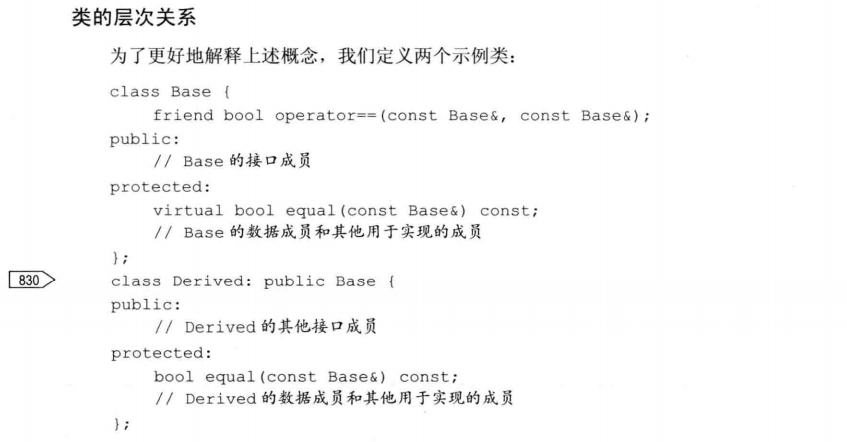 类的层次关系
为了更好地解释上述概念，我们定义两个示例类：
class Base {
    friend bool operator==(const Base&, const Base&);
public:
    // Base 的接口成员
protected:
    virtual bool equal(const Base&) const;
    // Base 的数据成员和其他用于实现的成员
};
830
class Derived: public Base {
public:
    // Derived 的其他接口成员
protected:
    bool equal(const Base&) const;
    // Derived 的数据成员和其他用于实现的成员
};